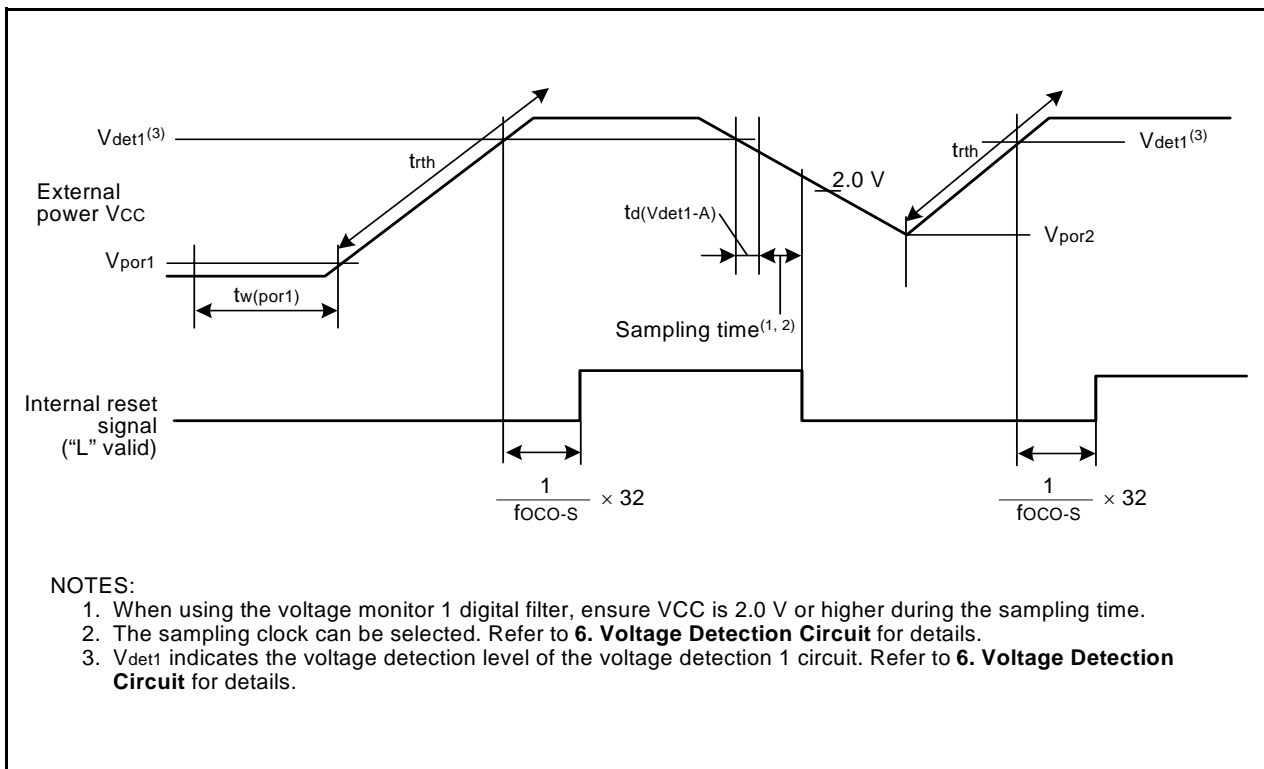 Vdet1(3)
trth
trth
Vdet1(3)
External
power VCC
2.0 V
td(Vdet1-A)
Vpor1
Vpor2
tw(por1)
Sampling time(1, 2)
Internal reset
signal
(“L” valid)
1
fOCO-S
× 32
1
fOCO-S
× 32
NOTES:
1. When using the voltage monitor 1 digital filter, ensure VCC is 2.0 V or higher during the sampling time.
2. The sampling clock can be selected. Refer to 6. Voltage Detection Circuit for details.
3. Vdet1 indicates the voltage detection level of the voltage detection 1 circuit. Refer to 6. Voltage Detection
Circuit for details.